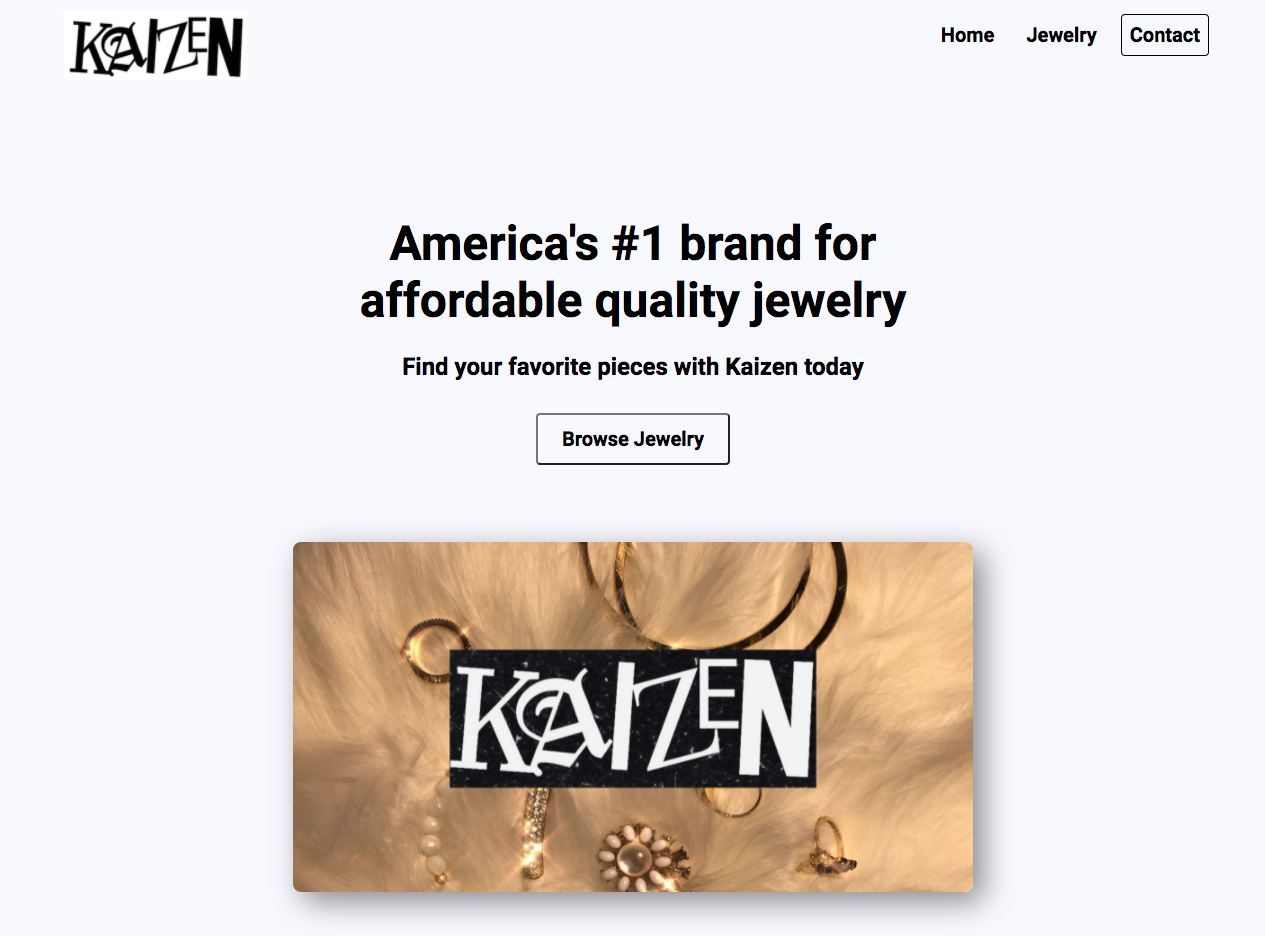 KAIZEN
Home Jewelry Contact
America's #1 brand for
affordable quality jewelry
Find your favorite pieces with Kaizen today
Browse Jewelry
KAIZEN